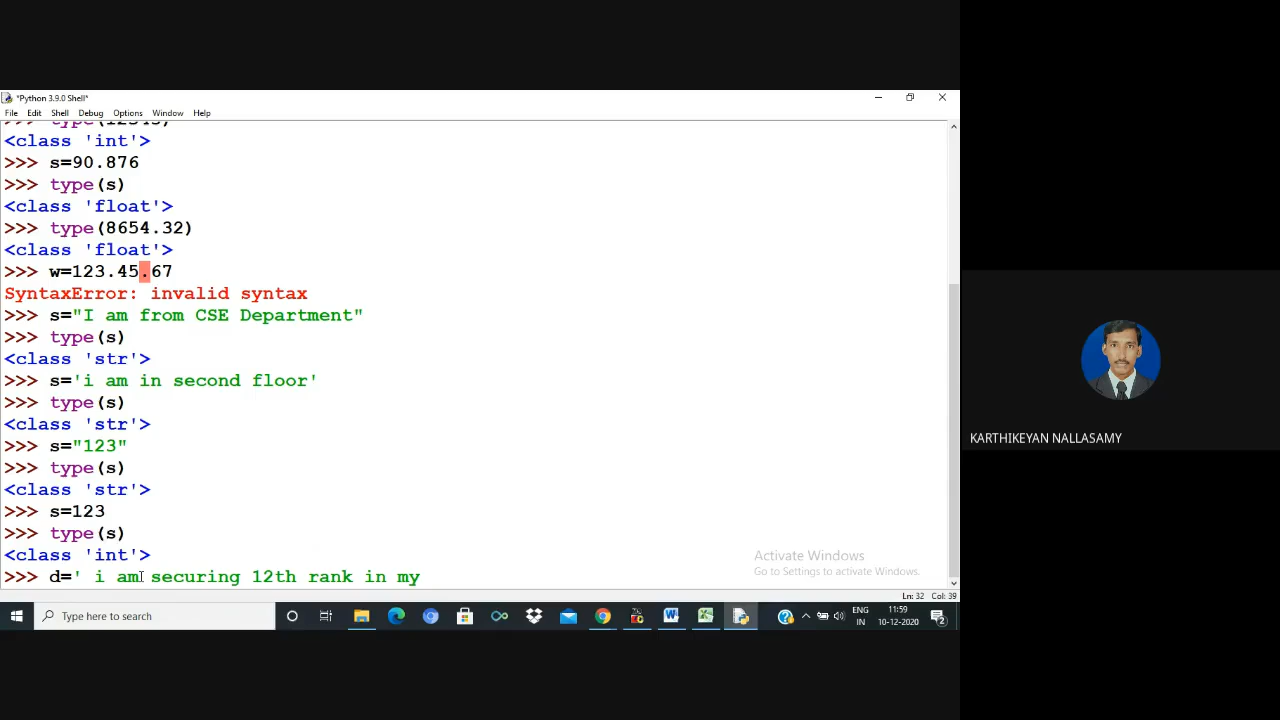 *Python 3.9.0 Shell*
File Edit Shell Debug Options Window Help
<class 'int'>
>>> s=90.876
>>> type(s)
<class 'float'>
>>> type(8654.32)
<class 'float'>
>>> w=123.45.67
SyntaxError: invalid syntax
>>> s="I am from CSE Department"
>>> type(s)
<class 'str'>
>>> s='i am in second floor'
>>> type(s)
<class 'str'>
>>> s="123"
>>> type(s)
<class 'str'>
>>> s=123
>>> type(s)
<class 'int'>
>>> d=' i am securing 12th rank in my
Activate Windows
Go to Settings to activate Windows.
Ln: 32 Col: 39
Type here to search
ENG
IN
11:59
10-12-2020
2
KARTHIKEYAN NALLASAMY